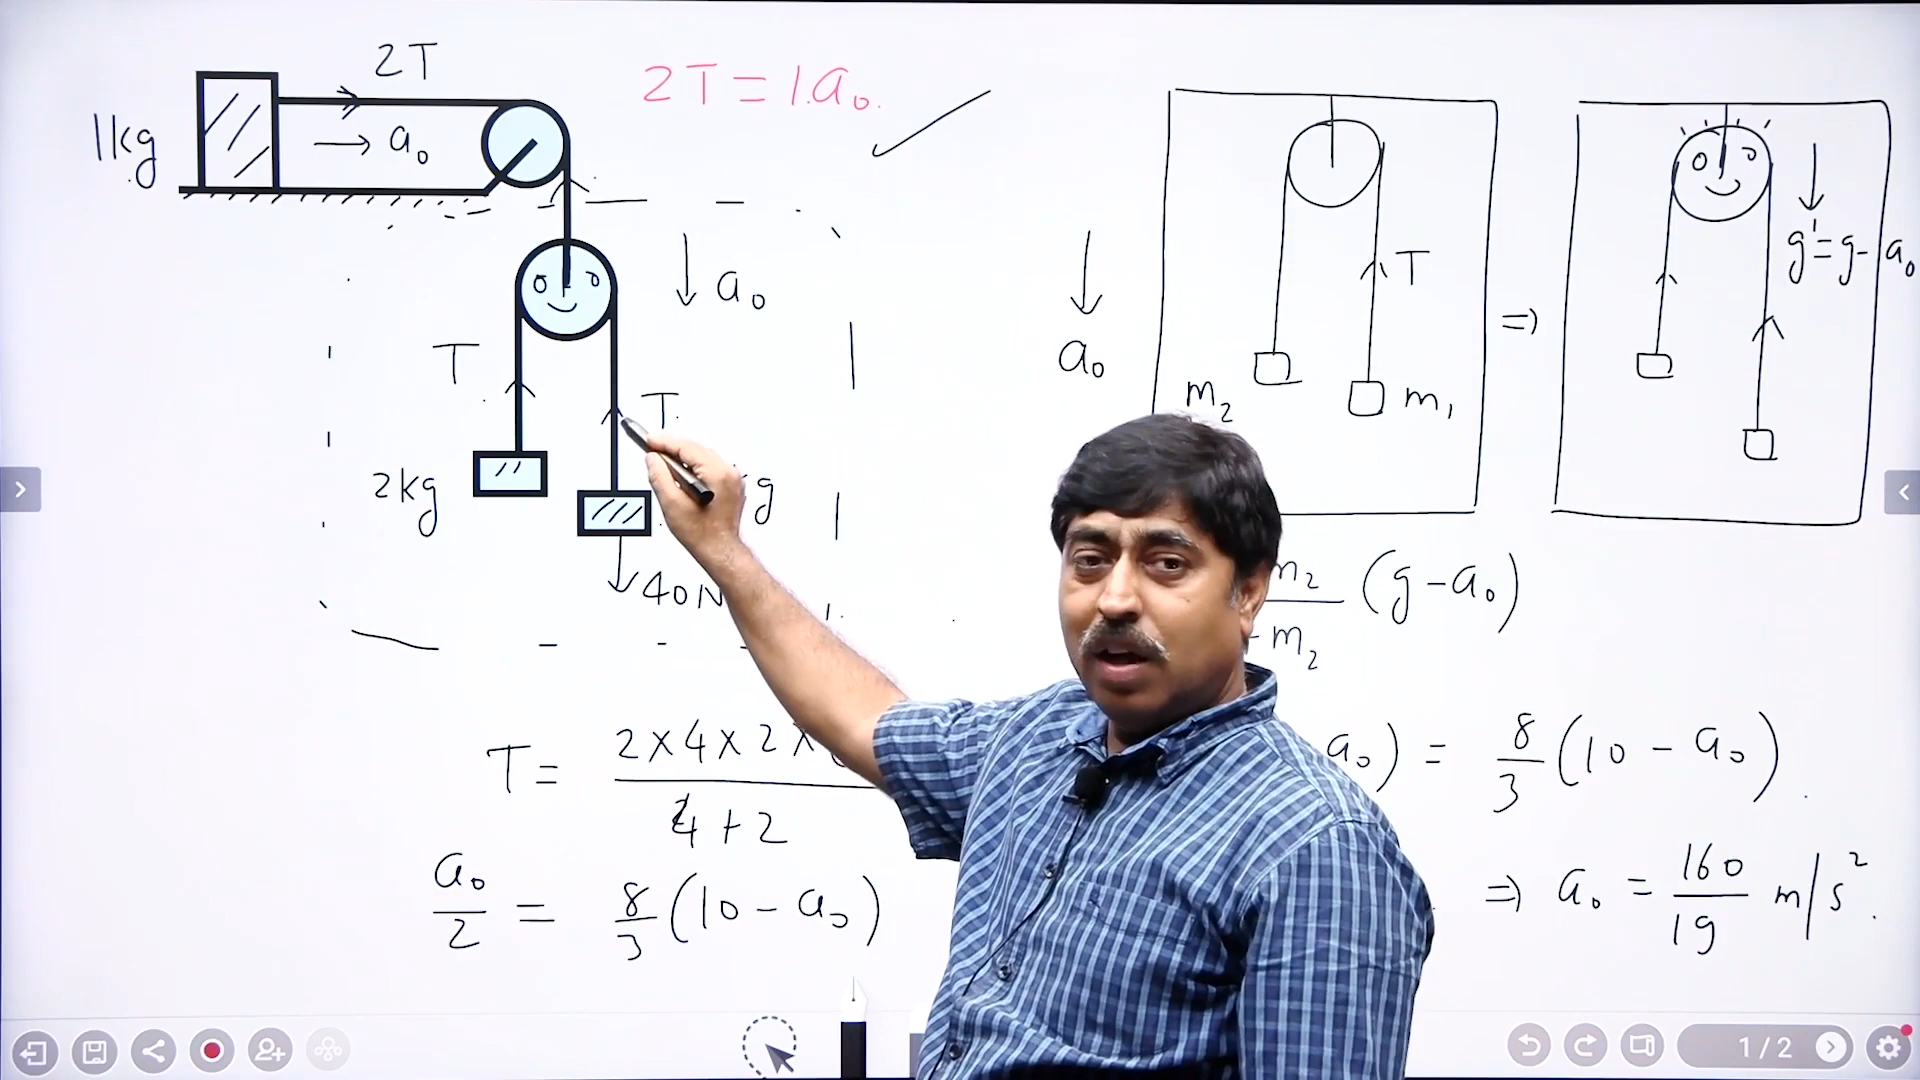 2T
2T = 1.a₀.
1kg
→ a₀
↓ a₀
T
T.
2kg
g
40N
a₀
T
m₂
m₁
⇒
g' = g - a₀
m₂
- m₂
(g - a₀)
T = 2×4×2×
4 + 2
a₀) = 8/3 (10 - a₀).
a₀/2 = 8/3 (10 - a₀)
⇒ a₀ = 160/19 m/s².
1 / 2